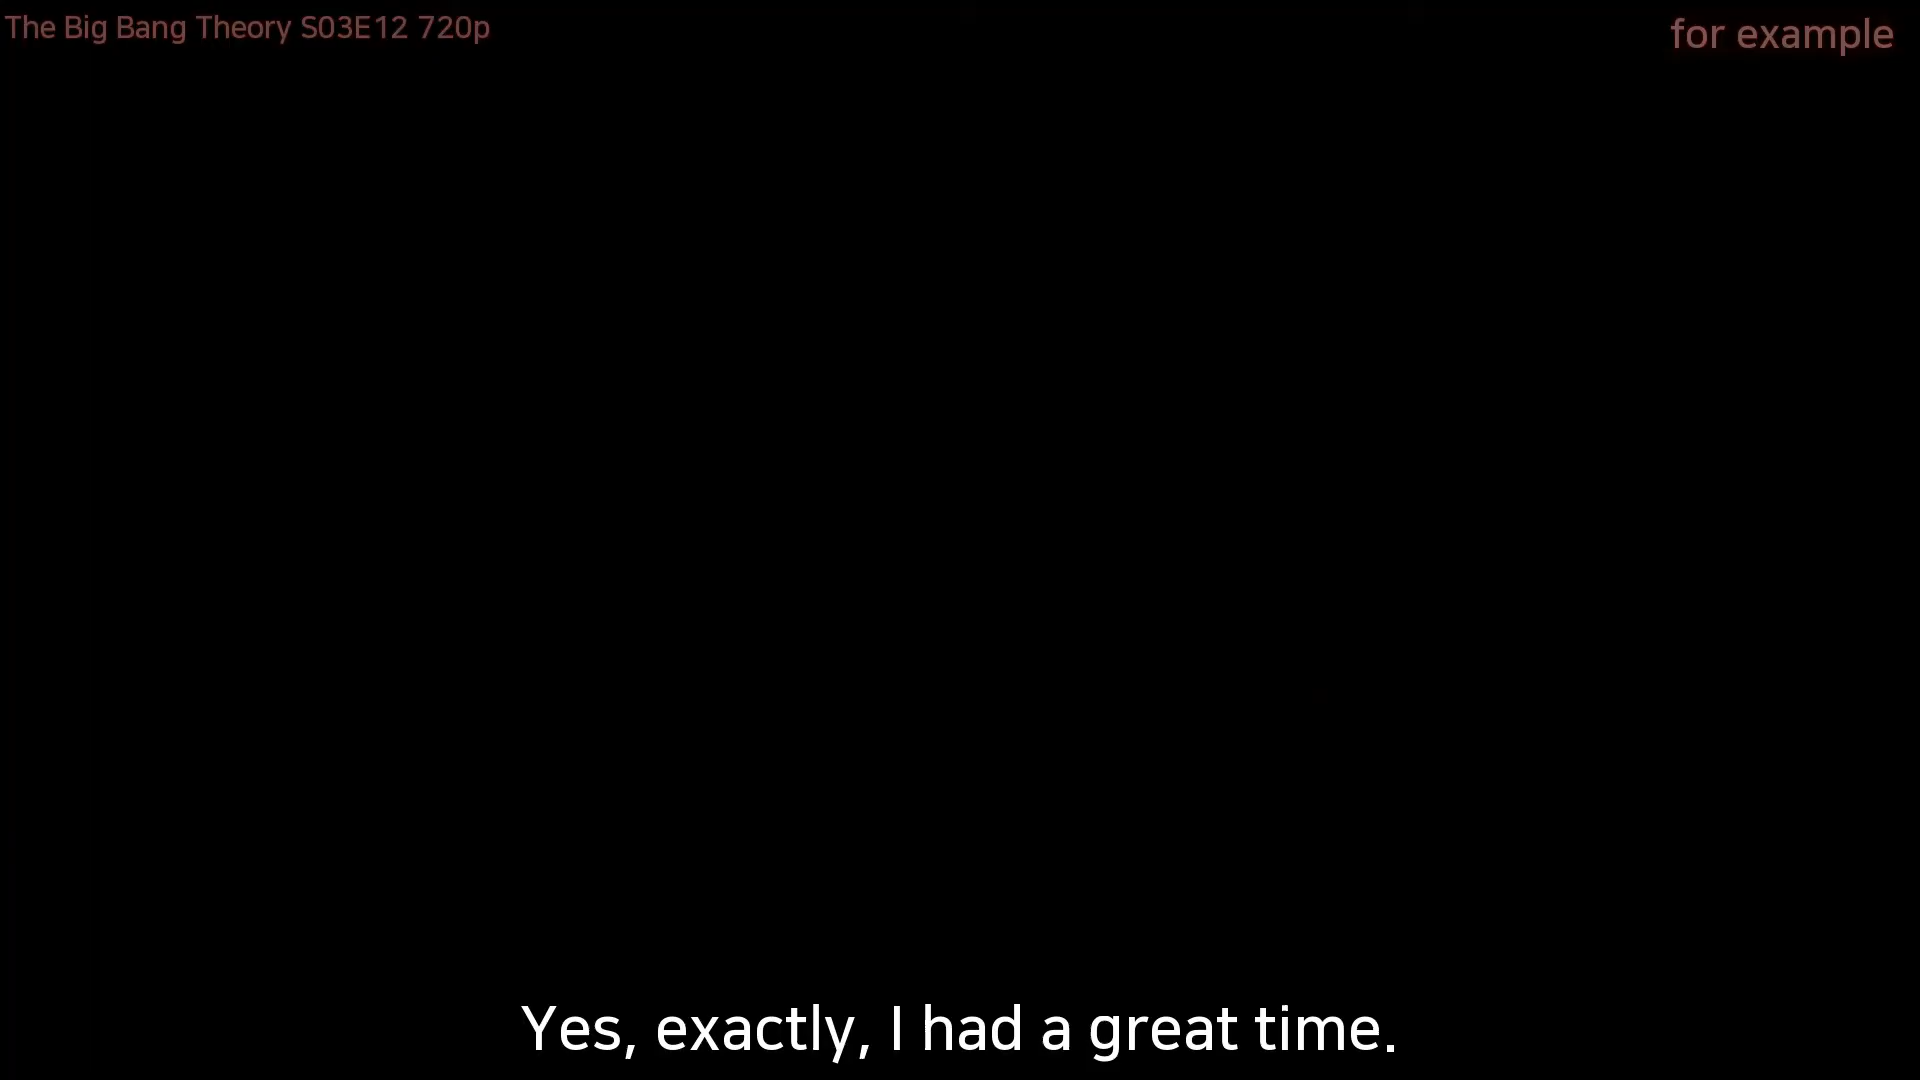 The Big Bang Theory S03E12 720p
for example
Yes, exactly, I had a great time.